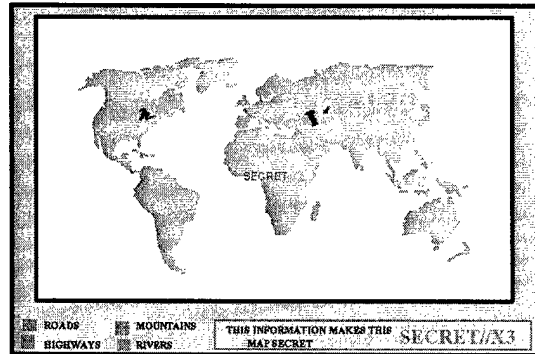 SECRET
ROADS
MOUNTAINS
HIGHWAYS
RIVERS
THIS INFORMATION MAKES THIS
MAP SECRET
SECRET//X3